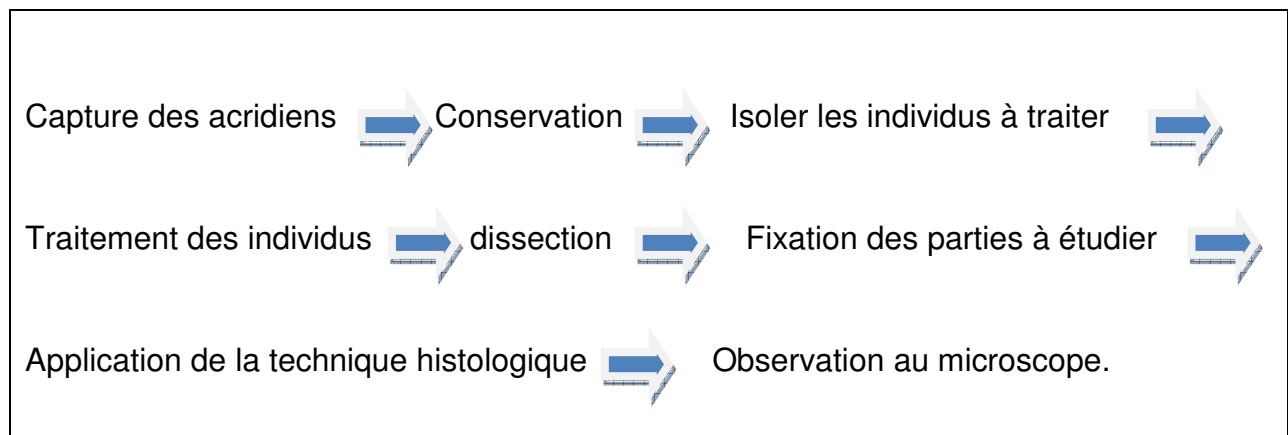 Capture des acridiens Conservation Isoler les individus à traiter
Traitement des individus dissection Fixation des parties à étudier
Application de la technique histologique Observation au microscope.